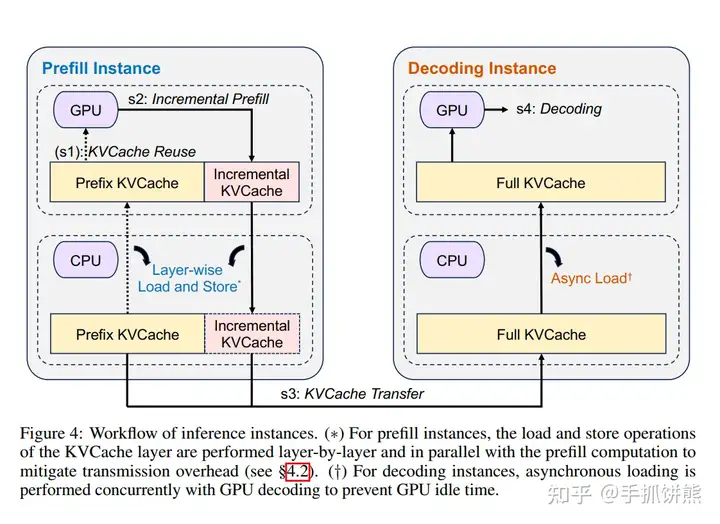 Prefill Instance
GPU
s2: Incremental Prefill
(s1): KVCache Reuse
Prefix KVCache
Incremental
KVCache
CPU
Layer-wise
Load and Store*
Prefix KVCache
Incremental
KVCache
Decoding Instance
GPU
s4: Decoding
Full KVCache
CPU
Async Load†
Full KVCache
s3: KVCache Transfer
Figure 4: Workflow of inference instances. (∗) For prefill instances, the load and store operations
of the KVCache layer are performed layer-by-layer and in parallel with the prefill computation to
mitigate transmission overhead (see §4.2). (†) For decoding instances, asynchronous loading is
performed concurrently with GPU decoding to prevent GPU idle time.
知乎 @手抓饼熊